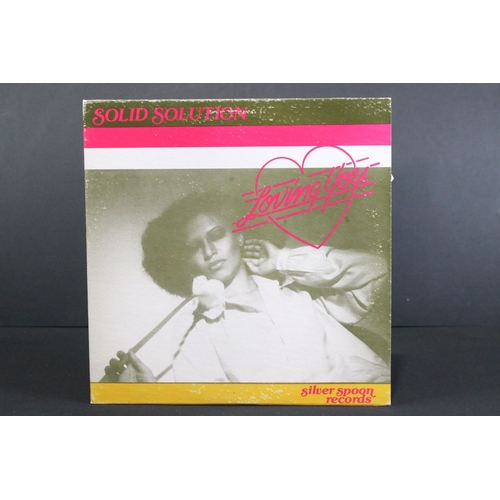 SOLID SOLUTION
Loving You
silver spoon
records